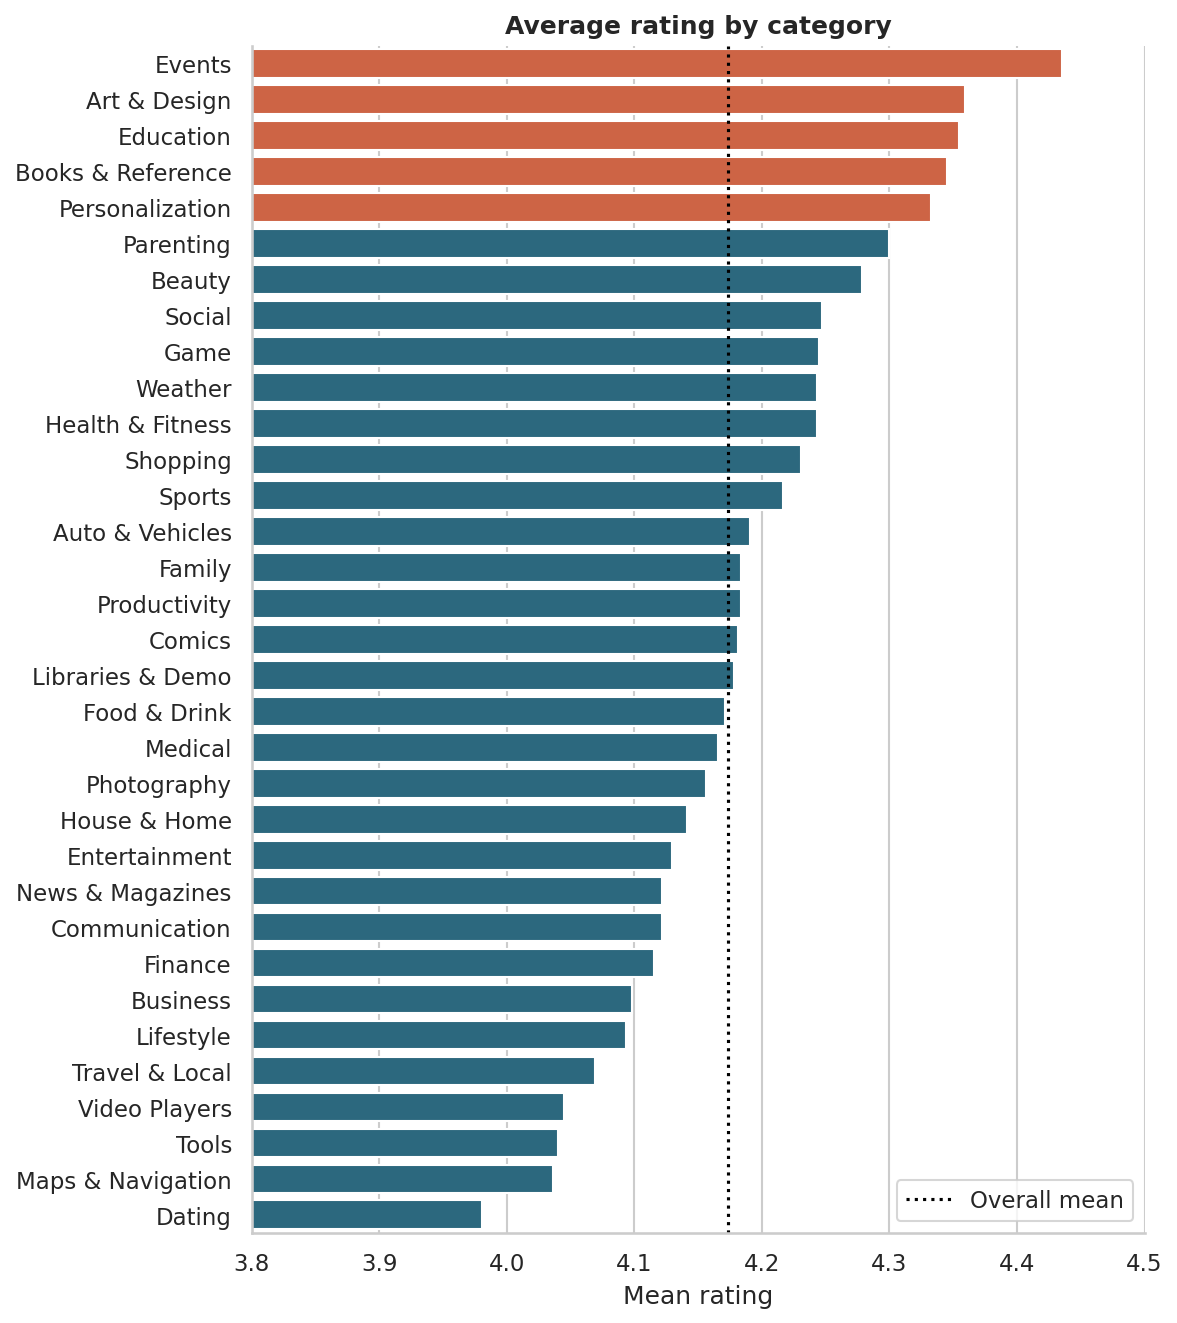 Average rating by category
Events
Art & Design
Education
Books & Reference
Personalization
Parenting
Beauty
Social
Game
Weather
Health & Fitness
Shopping
Sports
Auto & Vehicles
Family
Productivity
Comics
Libraries & Demo
Food & Drink
Medical
Photography
House & Home
Entertainment
News & Magazines
Communication
Finance
Business
Lifestyle
Travel & Local
Video Players
Tools
Maps & Navigation
Dating
Overall mean
3.8 3.9 4.0 4.1 4.2 4.3 4.4 4.5
Mean rating